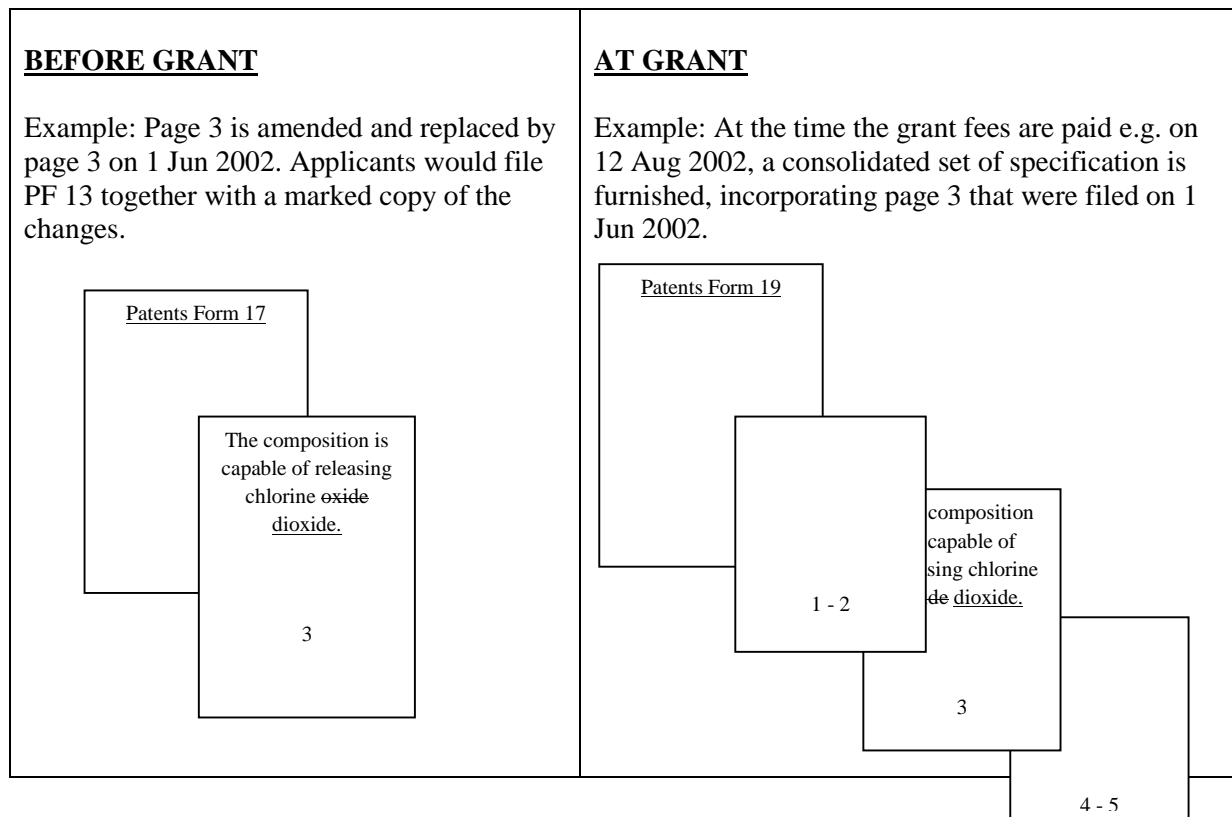 BEFORE GRANT
Example: Page 3 is amended and replaced by
page 3 on 1 Jun 2002. Applicants would file
PF 13 together with a marked copy of the
changes.
Patents Form 17
The composition is
capable of releasing
chlorine oxide
dioxide.
3
AT GRANT
Example: At the time the grant fees are paid e.g. on
12 Aug 2002, a consolidated set of specification is
furnished, incorporating page 3 that were filed on 1
Jun 2002.
Patents Form 19
1 - 2
composition
capable of
sing chlorine
de dioxide.
3
4 - 5